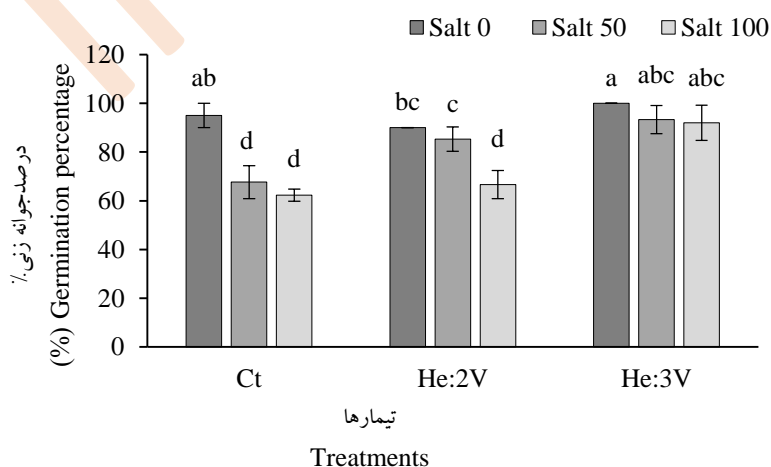 Salt 0 Salt 50 Salt 100
120
100
80
60
40
20
0
درصدجوانه زنی٪
(%) Germination percentage
ab d d
bc c d
a abc abc
Ct He:2V He:3V
تیمارها
Treatments